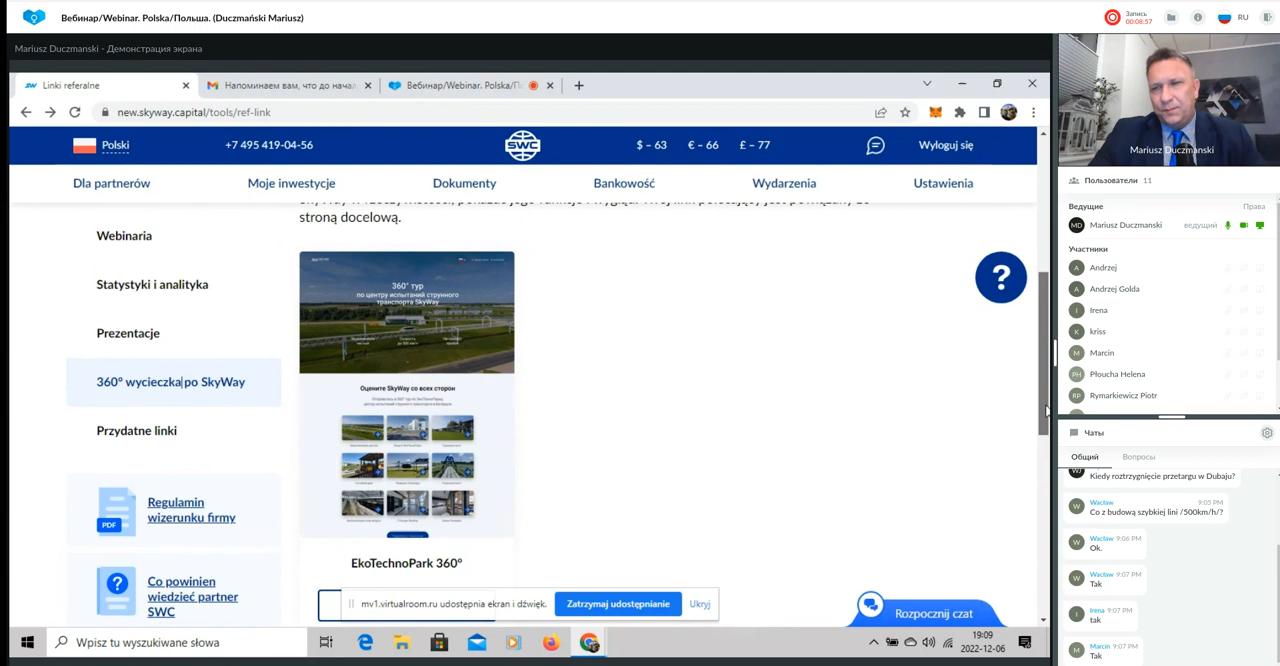 Вебинар/Webinar. Polska/Польша. (Duczmański Mariusz)
Запись
00:08:57
RU
Mariusz Duczmanski - Демонстрация экрана
Linki referalne
Напоминаем вам, что до начал
Вебинар/Webinar. Polska/По
new.skyway.capital/tools/ref-link
Polski
+7 495 419-04-56
SWC
$ – 63
€ – 66
£ – 77
Wyloguj się
Dla partnerów
Moje inwestycje
Dokumenty
Bankowość
Wydarzenia
Ustawienia
stroną docelową.
Webinaria
Statystyki i analityka
Prezentacje
360° wycieczka po SkyWay
Przydatne linki
PDF
Regulamin
wizerunku firmy
?
Co powinien
wiedzieć partner
SWC
360° тур
по центру испытаний струнного
транспорта SkyWay
Оцените SkyWay со всех сторон
EkoTechnoPark 360°
?
mv1.virtualroom.ru udostępnia ekran i dźwięk.
Zatrzymaj udostępnianie
Ukryj
Rozpocznij czat
Wpisz tu wyszukiwane słowa
19:09
2022-12-06
Mariusz Duczmanski
Пользователи 11
Ведущие
Права
MD
Mariusz Duczmanski
ведущий
Участники
A
Andrzej
A
Andrzej Golda
I
Irena
K
kriss
M
Marcin
PH
Płoucha Helena
RP
Rymarkiewicz Piotr
Чаты
Общий
Вопросы
Kiedy roztrzygnięcie przetargu w Dubaju?
W
Wacław
9:05 PM
Co z budową szybkiej lini /500km/h/?
W
Wacław 9:06 PM
Ok.
W
Wacław 9:07 PM
Tak
I
Irena 9:07 PM
tak
M
Marcin 9:07 PM
Tak